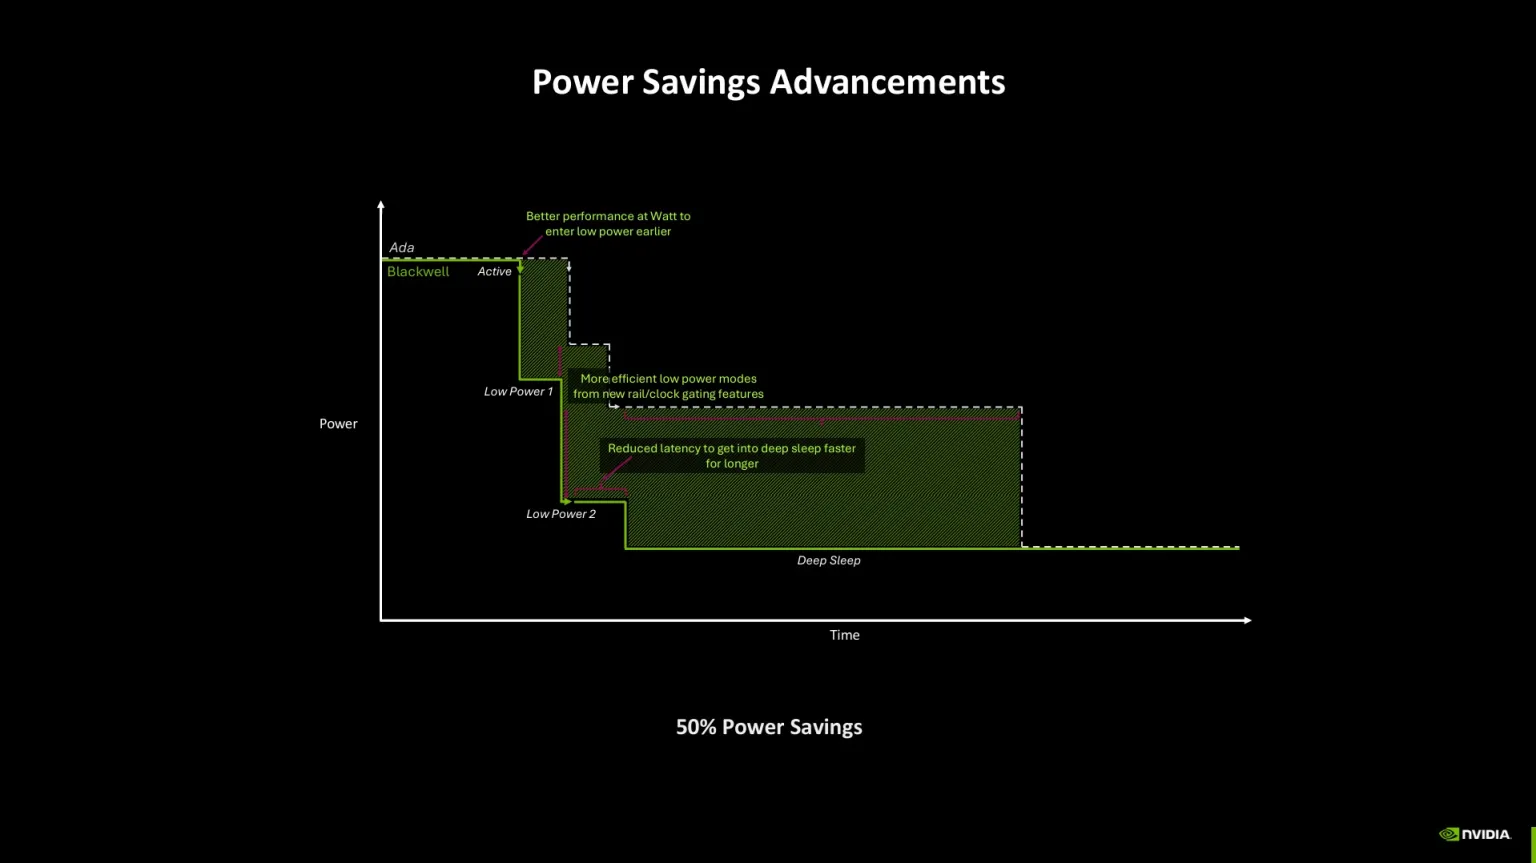 Power Savings Advancements
Better performance at Watt to
enter low power earlier
Ada
Blackwell
Active
More efficient low power modes
from new rail/clock gating features
Low Power 1
Power
Reduced latency to get into deep sleep faster
for longer
Low Power 2
Deep Sleep
Time
50% Power Savings
NVIDIA